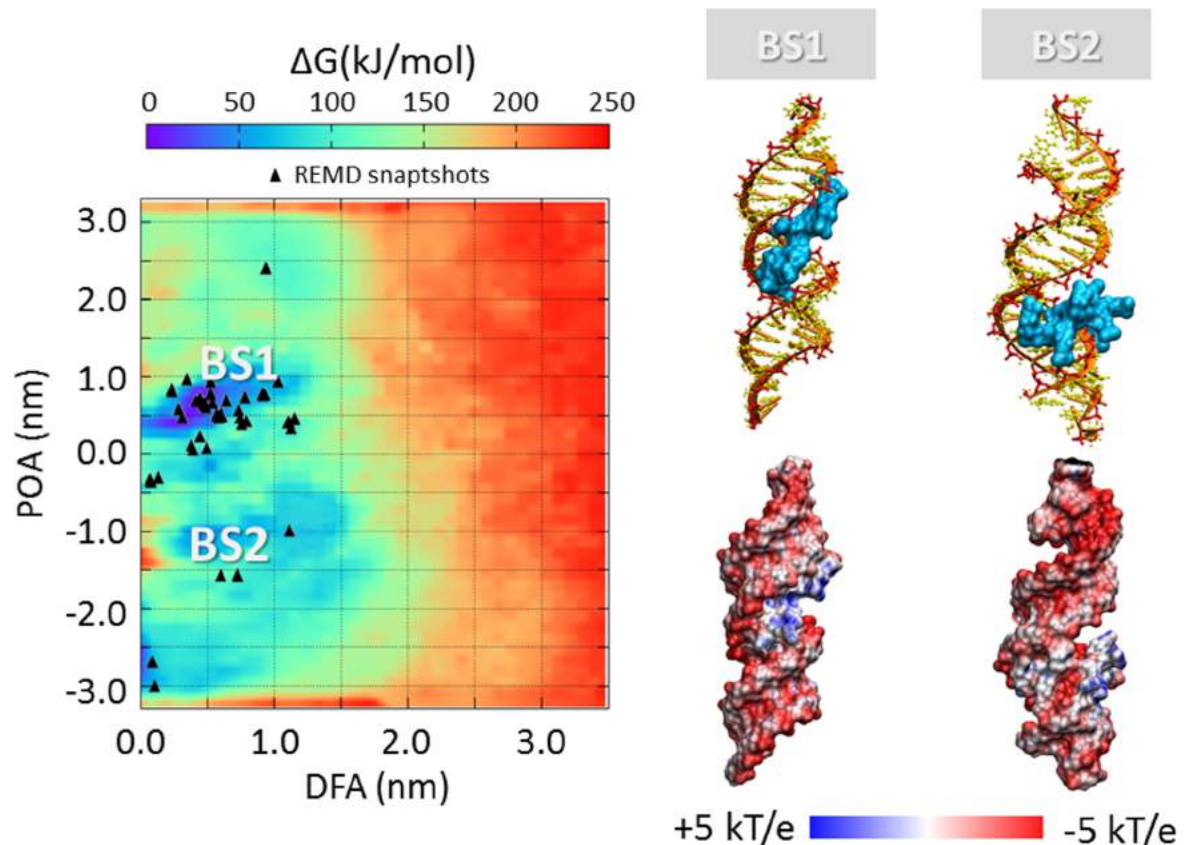 ΔG(kJ/mol)
0 50 100 150 200 250
▲ REMD snaptshots
POA (nm)
3.0
2.0
1.0
0.0
-1.0
-2.0
-3.0
BS1
BS2
0.0 1.0 2.0 3.0
DFA (nm)
BS1 BS2
+5 kT/e -5 kT/e